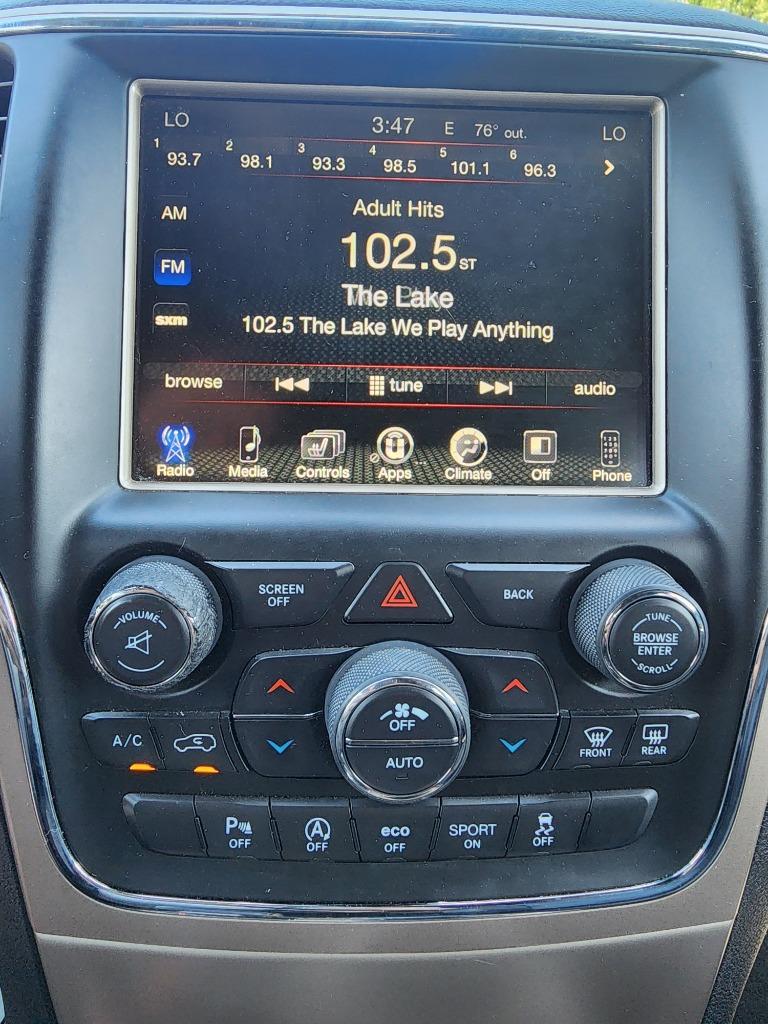 LO 3:47 E 76° out. LO
1 93.7 2 98.1 3 93.3 4 98.5 5 101.1 6 96.3
Adult Hits
AM
102.5 ST
FM
The Lake
sxm
102.5 The Lake We Play Anything
browse tune audio
Radio Media Controls Apps Climate Off Phone
SCREEN
OFF
BACK
VOLUME
TUNE
BROWSE
ENTER
SCROLL
OFF
AUTO
A/C
FRONT
REAR
P
OFF
A
OFF
eco
OFF
SPORT
ON
OFF